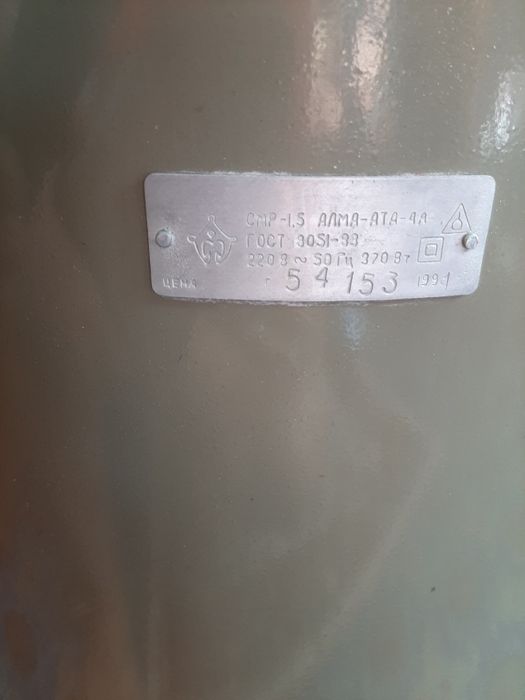 СМР-1,5 АЛМА-АТА-4А
ГОСТ 8051-83
220 В ~ 50 Гц 370 Вт
ЦЕНА г 54153 1991